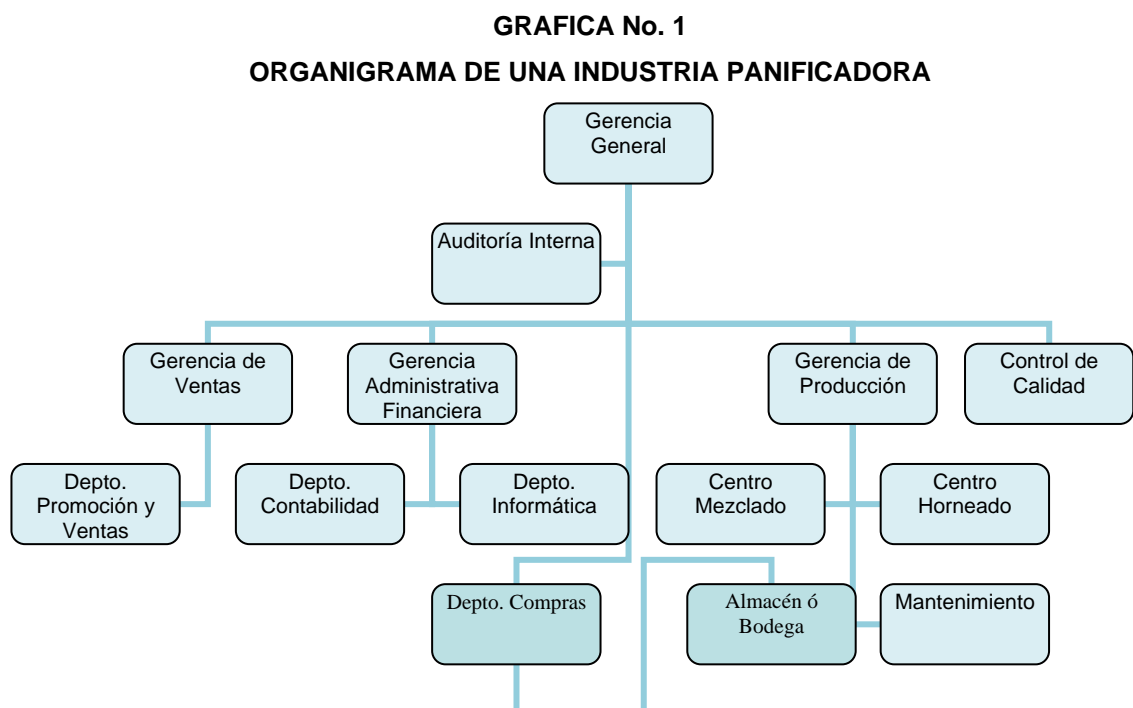 GRAFICA No. 1
ORGANIGRAMA DE UNA INDUSTRIA PANIFICADORA
Gerencia
General
Auditoría Interna
Gerencia de
Ventas
Gerencia
Administrativa
Financiera
Gerencia de
Producción
Control de
Calidad
Depto.
Promoción y
Ventas
Depto.
Contabilidad
Depto.
Informática
Centro
Mezclado
Centro
Horneado
Depto. Compras
Almacén ó
Bodega
Mantenimiento